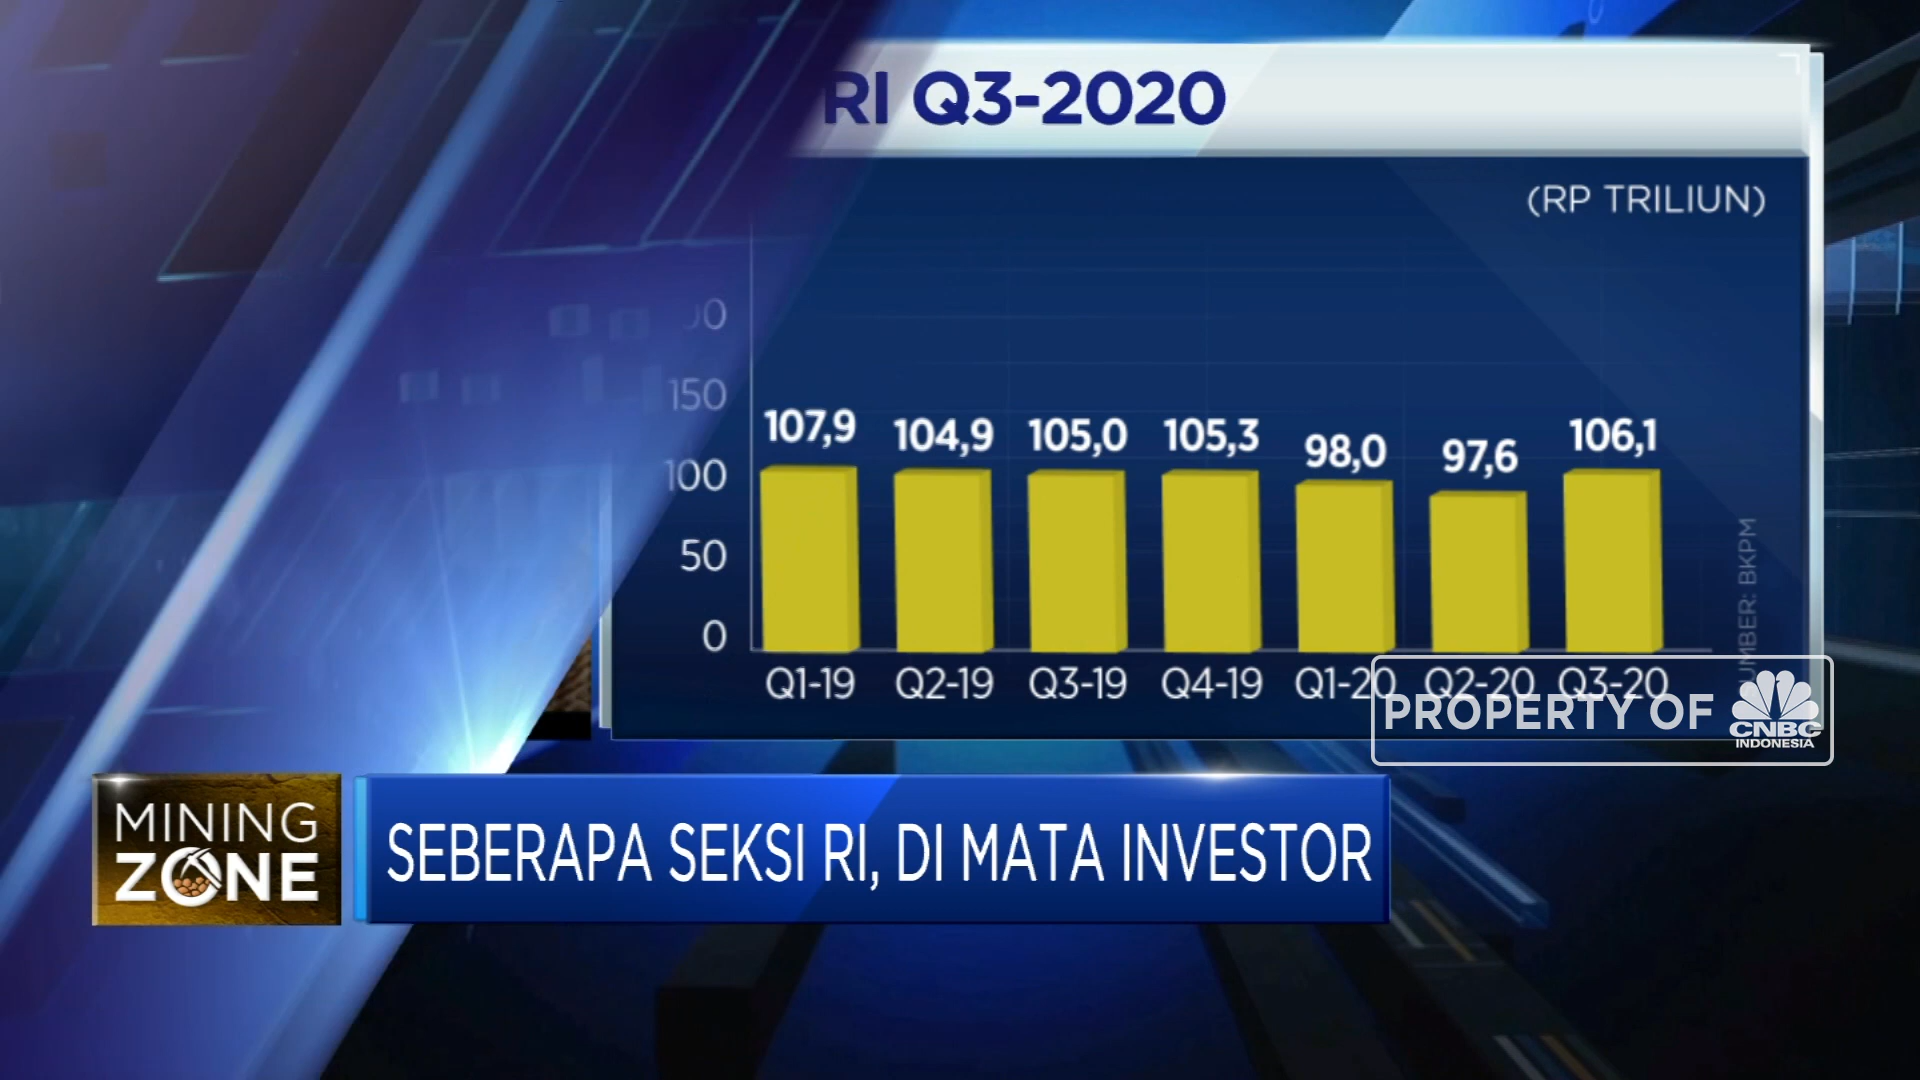 RI Q3-2020
(RP TRILIUN)
150
100
50
0
107,9
104,9
105,0
105,3
98,0
97,6
106,1
Q1-19
Q2-19
Q3-19
Q4-19
Q1-20
Q2-20
Q3-20
BKPM
PROPERTY OF
CNBC
INDONESIA
MINING
ZONE
SEBERAPA SEKSI RI, DI MATA INVESTOR